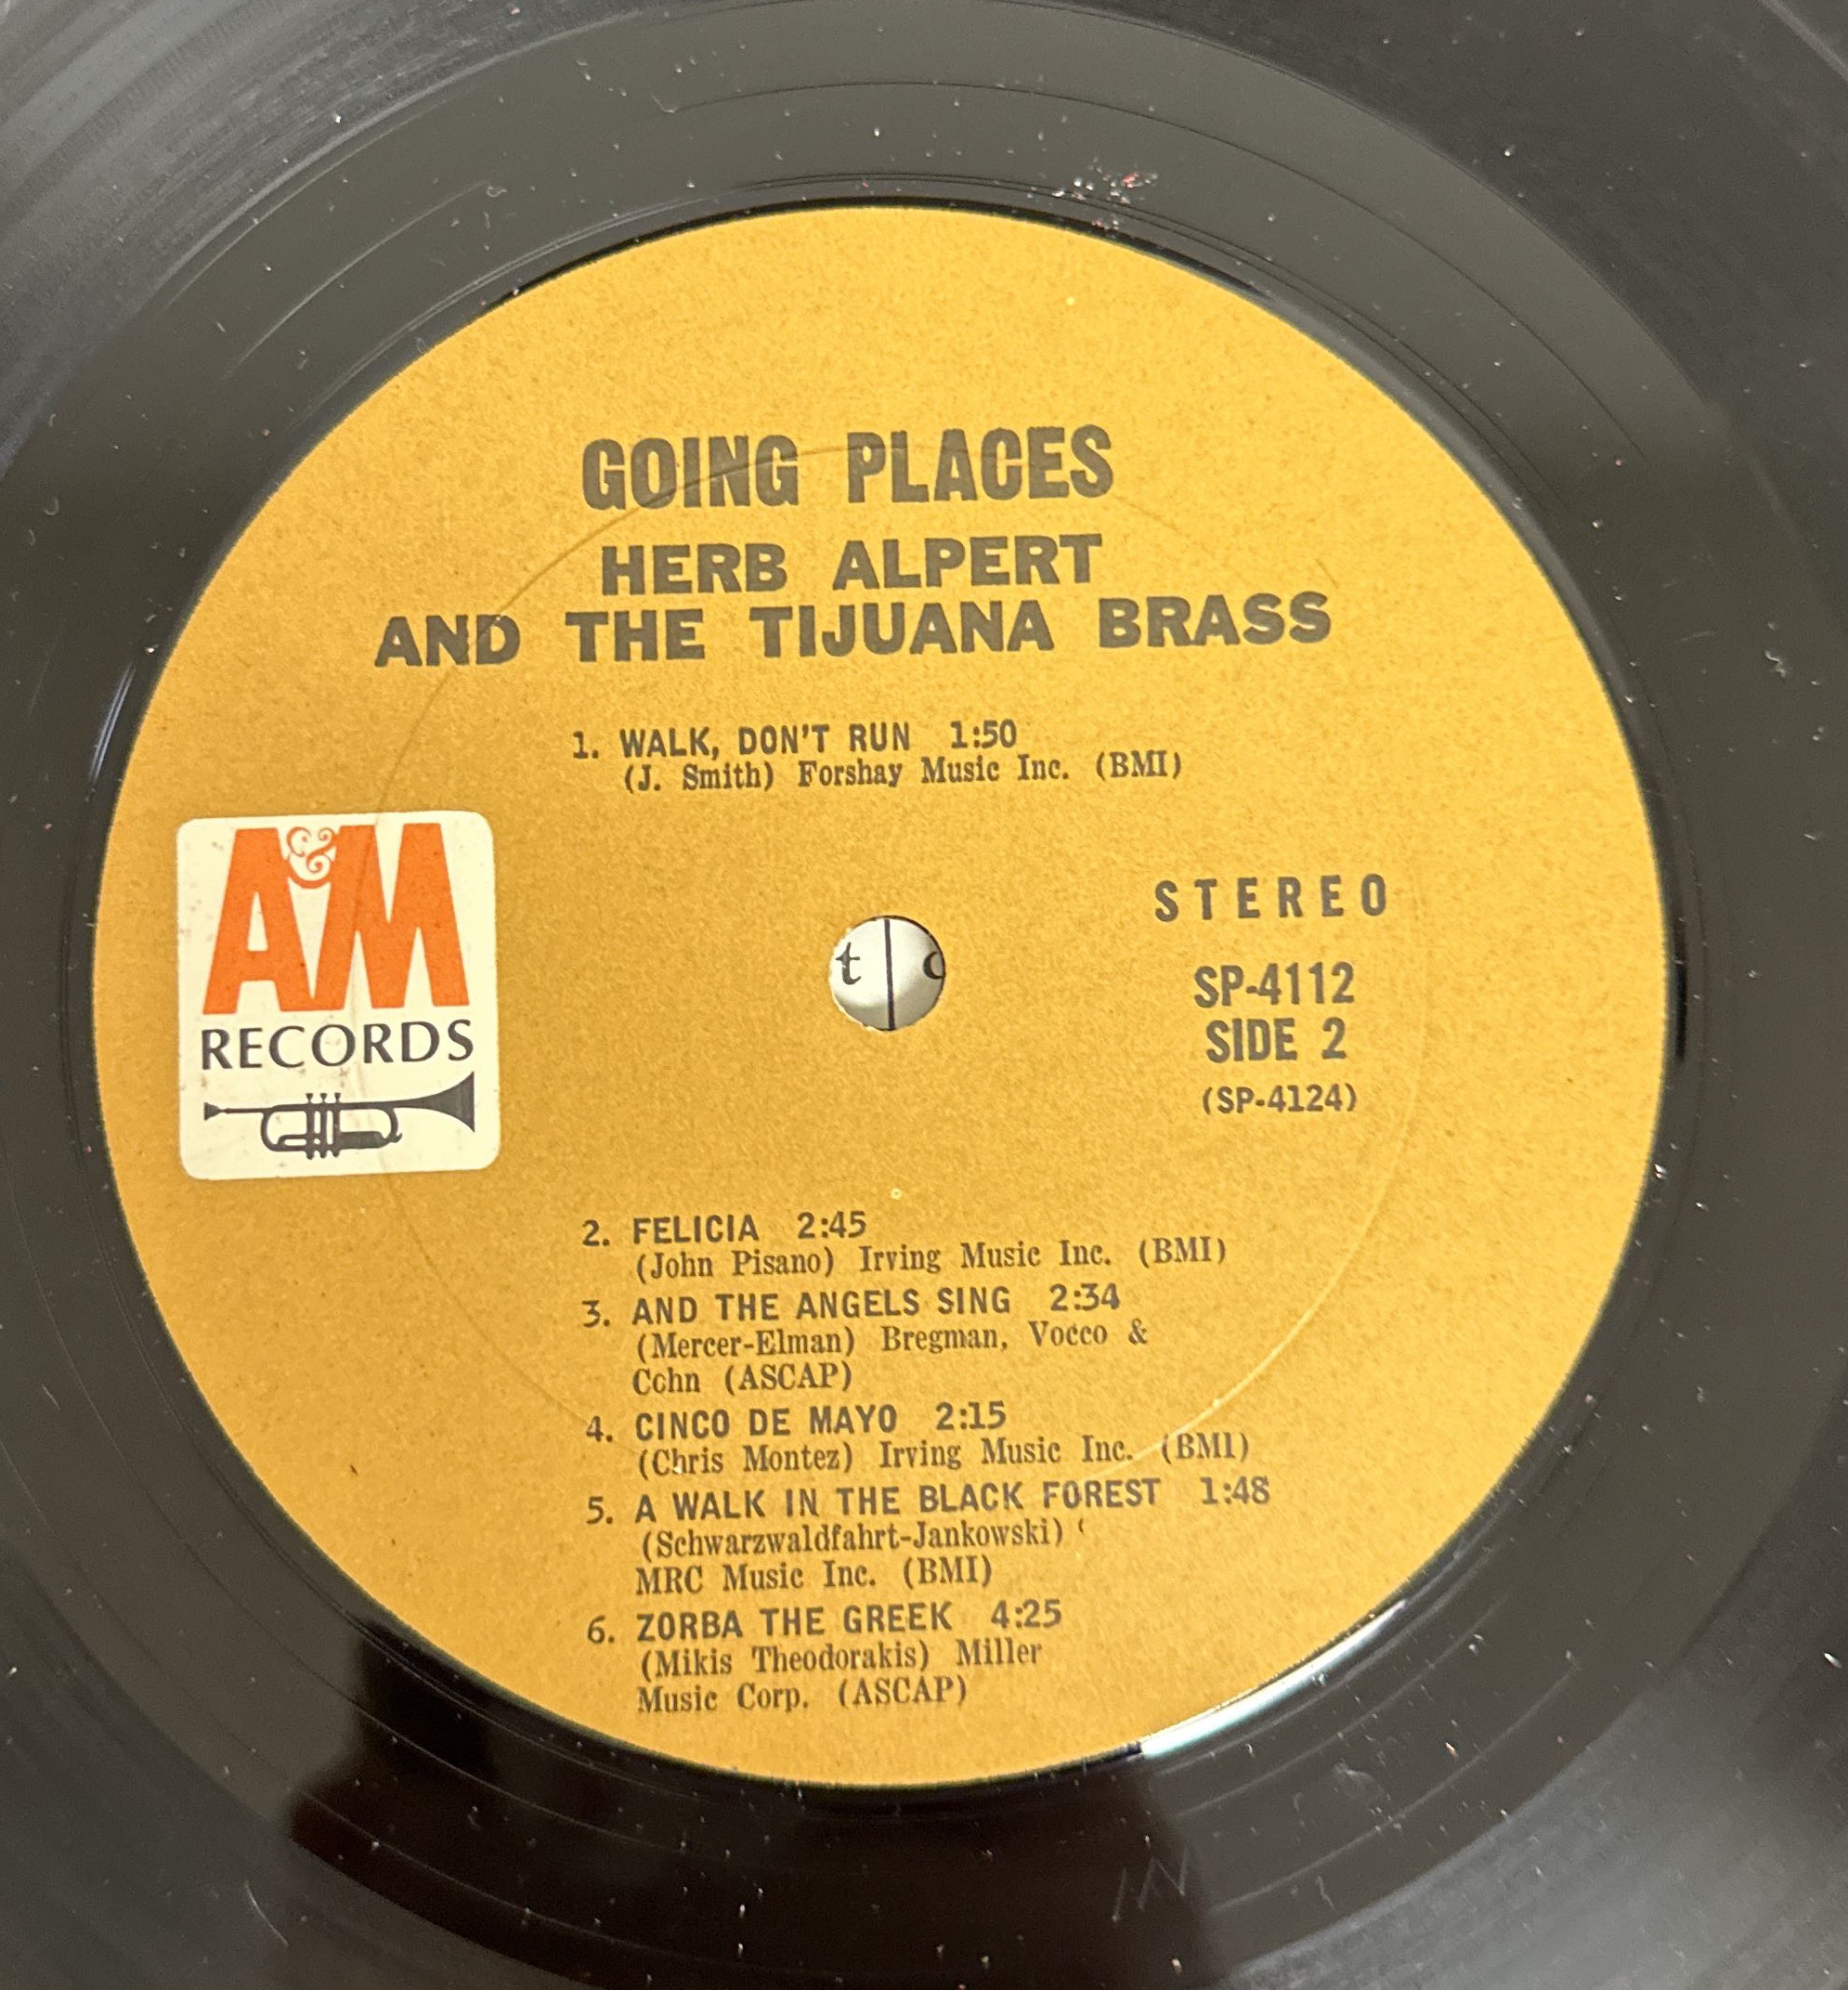 GOING PLACES
HERB ALPERT
AND THE TIJUANA BRASS
1. WALK, DON'T RUN 1:50
(J. Smith) Forshay Music Inc. (BMI)
A&M
RECORDS
STEREO
SP-4112
SIDE 2
(SP-4124)
t c
2. FELICIA 2:45
(John Pisano) Irving Music Inc. (BMI)
3. AND THE ANGELS SING 2:34
(Mercer-Elman) Bregman, Vocco &
Cohn (ASCAP)
4. CINCO DE MAYO 2:15
(Chris Montez) Irving Music Inc. (BMI)
5. A WALK IN THE BLACK FOREST 1:48
(Schwarzwaldfahrt-Jankowski)
MRC Music Inc. (BMI)
6. ZORBA THE GREEK 4:25
(Mikis Theodorakis) Miller
Music Corp. (ASCAP)